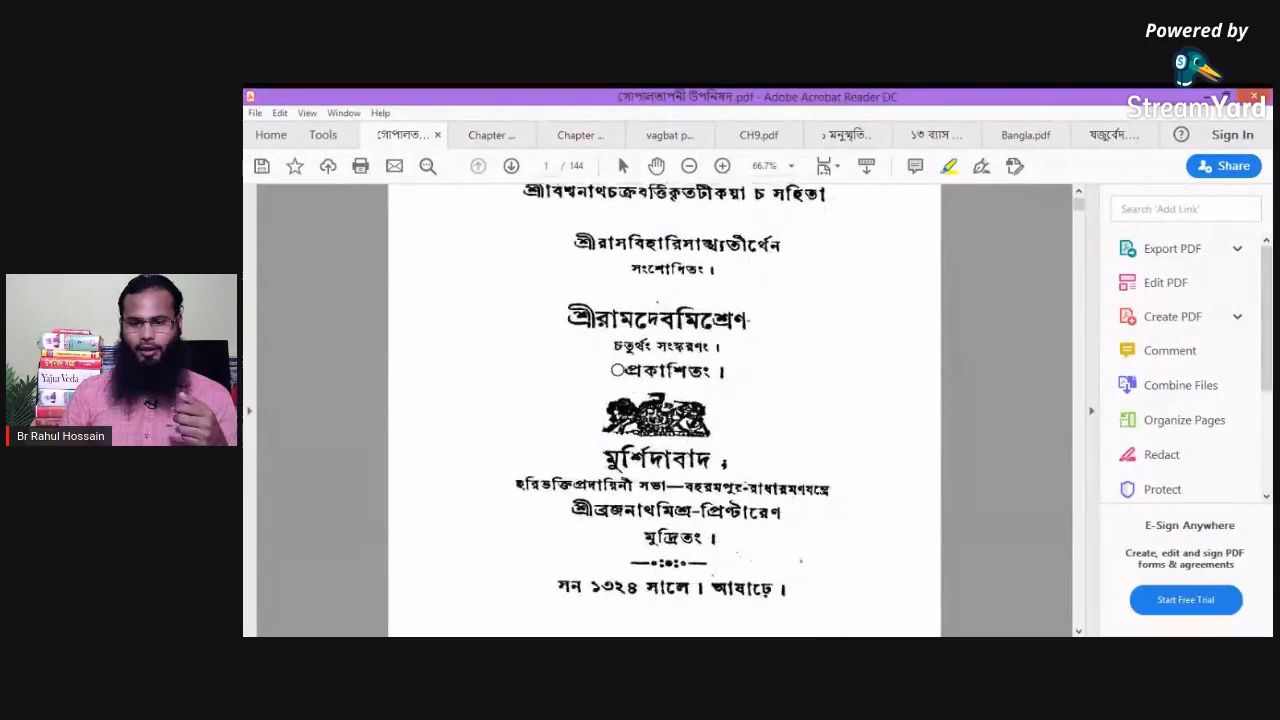 Powered by
StreamYard
গোপালতাপনী উপনিষদ.pdf - Adobe Acrobat Reader DC
File Edit View Window Help
Home Tools গোপালত... × Chapter ... Chapter ... vagbat p... CH9.pdf ১৩ ব্যাস ... Bangla.pdf যজুর্বেদ.... Sign In
1 / 144 66.7% Share
শ্রীবিশ্বনাথচক্রবর্ত্তিকৃতটীকয়া চ সহিতা
শ্রীরাসবিহারিসাঙ্খ্যতীর্থেন
সংশোধিতং ।
শ্রীরামদেবমিশ্রেণ
চতুর্থং সংস্করণং ।
প্রকাশিতং ।
মুর্শিদাবাদ ;
হরিভক্তিপ্রদায়িনী সভা—বহরমপুর-রাধারমণযন্ত্রে
শ্রীব্রজনাথমিশ্র-প্রিণ্টারেণ
মুদ্রিতং ।
সন ১৩২৪ সালে । আষাঢ়ে ।
Search 'Add Link'
Export PDF
Edit PDF
Create PDF
Comment
Combine Files
Organize Pages
Redact
Protect
E-Sign Anywhere
Create, edit and sign PDF
forms & agreements
Start Free Trial
Yajur Veda
Br Rahul Hossain